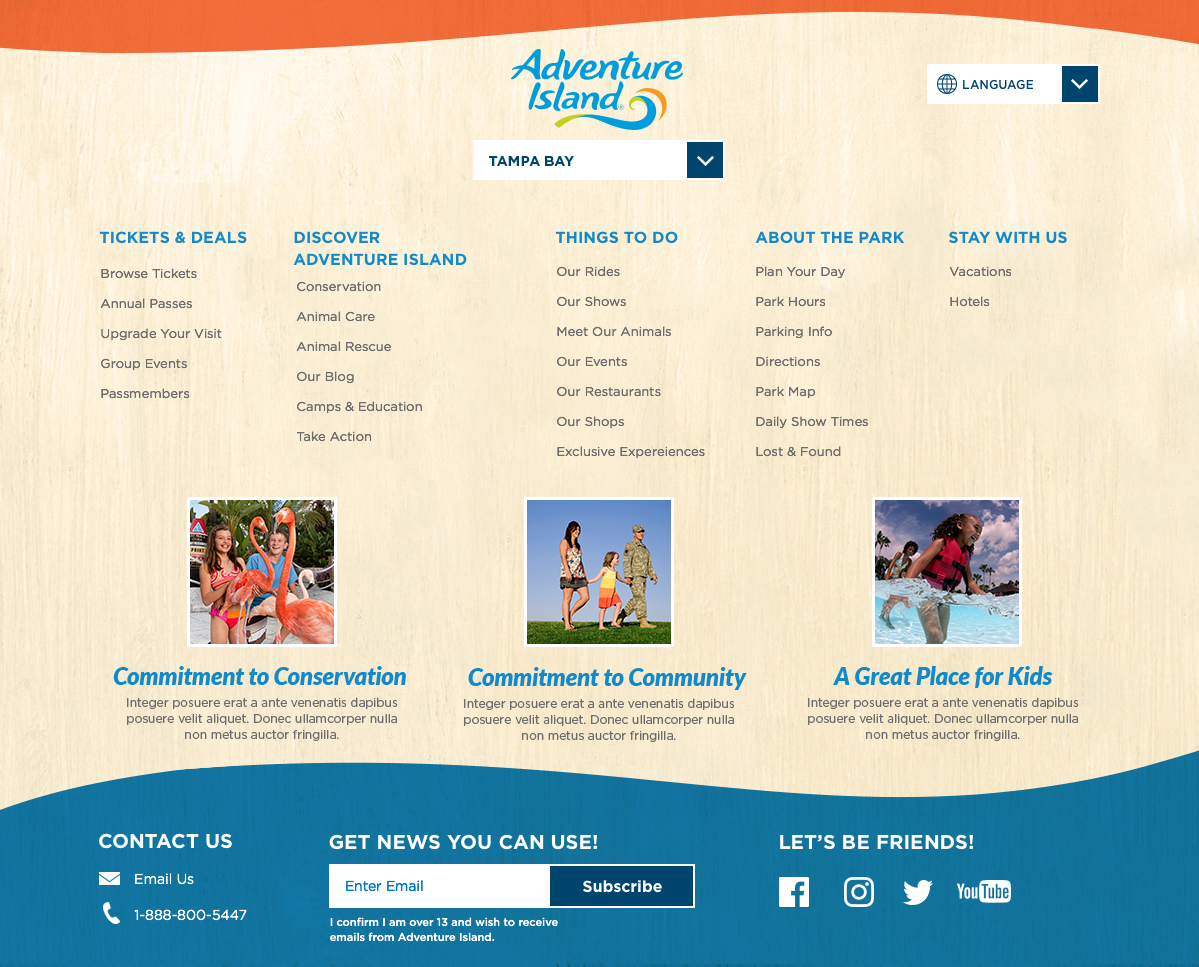 Adventure
Island®
LANGUAGE
TAMPA BAY
TICKETS & DEALS
Browse Tickets
Annual Passes
Upgrade Your Visit
Group Events
Passmembers
DISCOVER
ADVENTURE ISLAND
Conservation
Animal Care
Animal Rescue
Our Blog
Camps & Education
Take Action
THINGS TO DO
Our Rides
Our Shows
Meet Our Animals
Our Events
Our Restaurants
Our Shops
Exclusive Expereiences
ABOUT THE PARK
Plan Your Day
Park Hours
Parking Info
Directions
Park Map
Daily Show Times
Lost & Found
STAY WITH US
Vacations
Hotels
POINT
Commitment to Conservation
Integer posuere erat a ante venenatis dapibus
posuere velit aliquet. Donec ullamcorper nulla
non metus auctor fringilla.
Commitment to Community
Integer posuere erat a ante venenatis dapibus
posuere velit aliquet. Donec ullamcorper nulla
non metus auctor fringilla.
A Great Place for Kids
Integer posuere erat a ante venenatis dapibus
posuere velit aliquet. Donec ullamcorper nulla
non metus auctor fringilla.
CONTACT US
Email Us
1-888-800-5447
GET NEWS YOU CAN USE!
Enter Email
Subscribe
I confirm I am over 13 and wish to receive
emails from Adventure Island.
LET’S BE FRIENDS!
YouTube